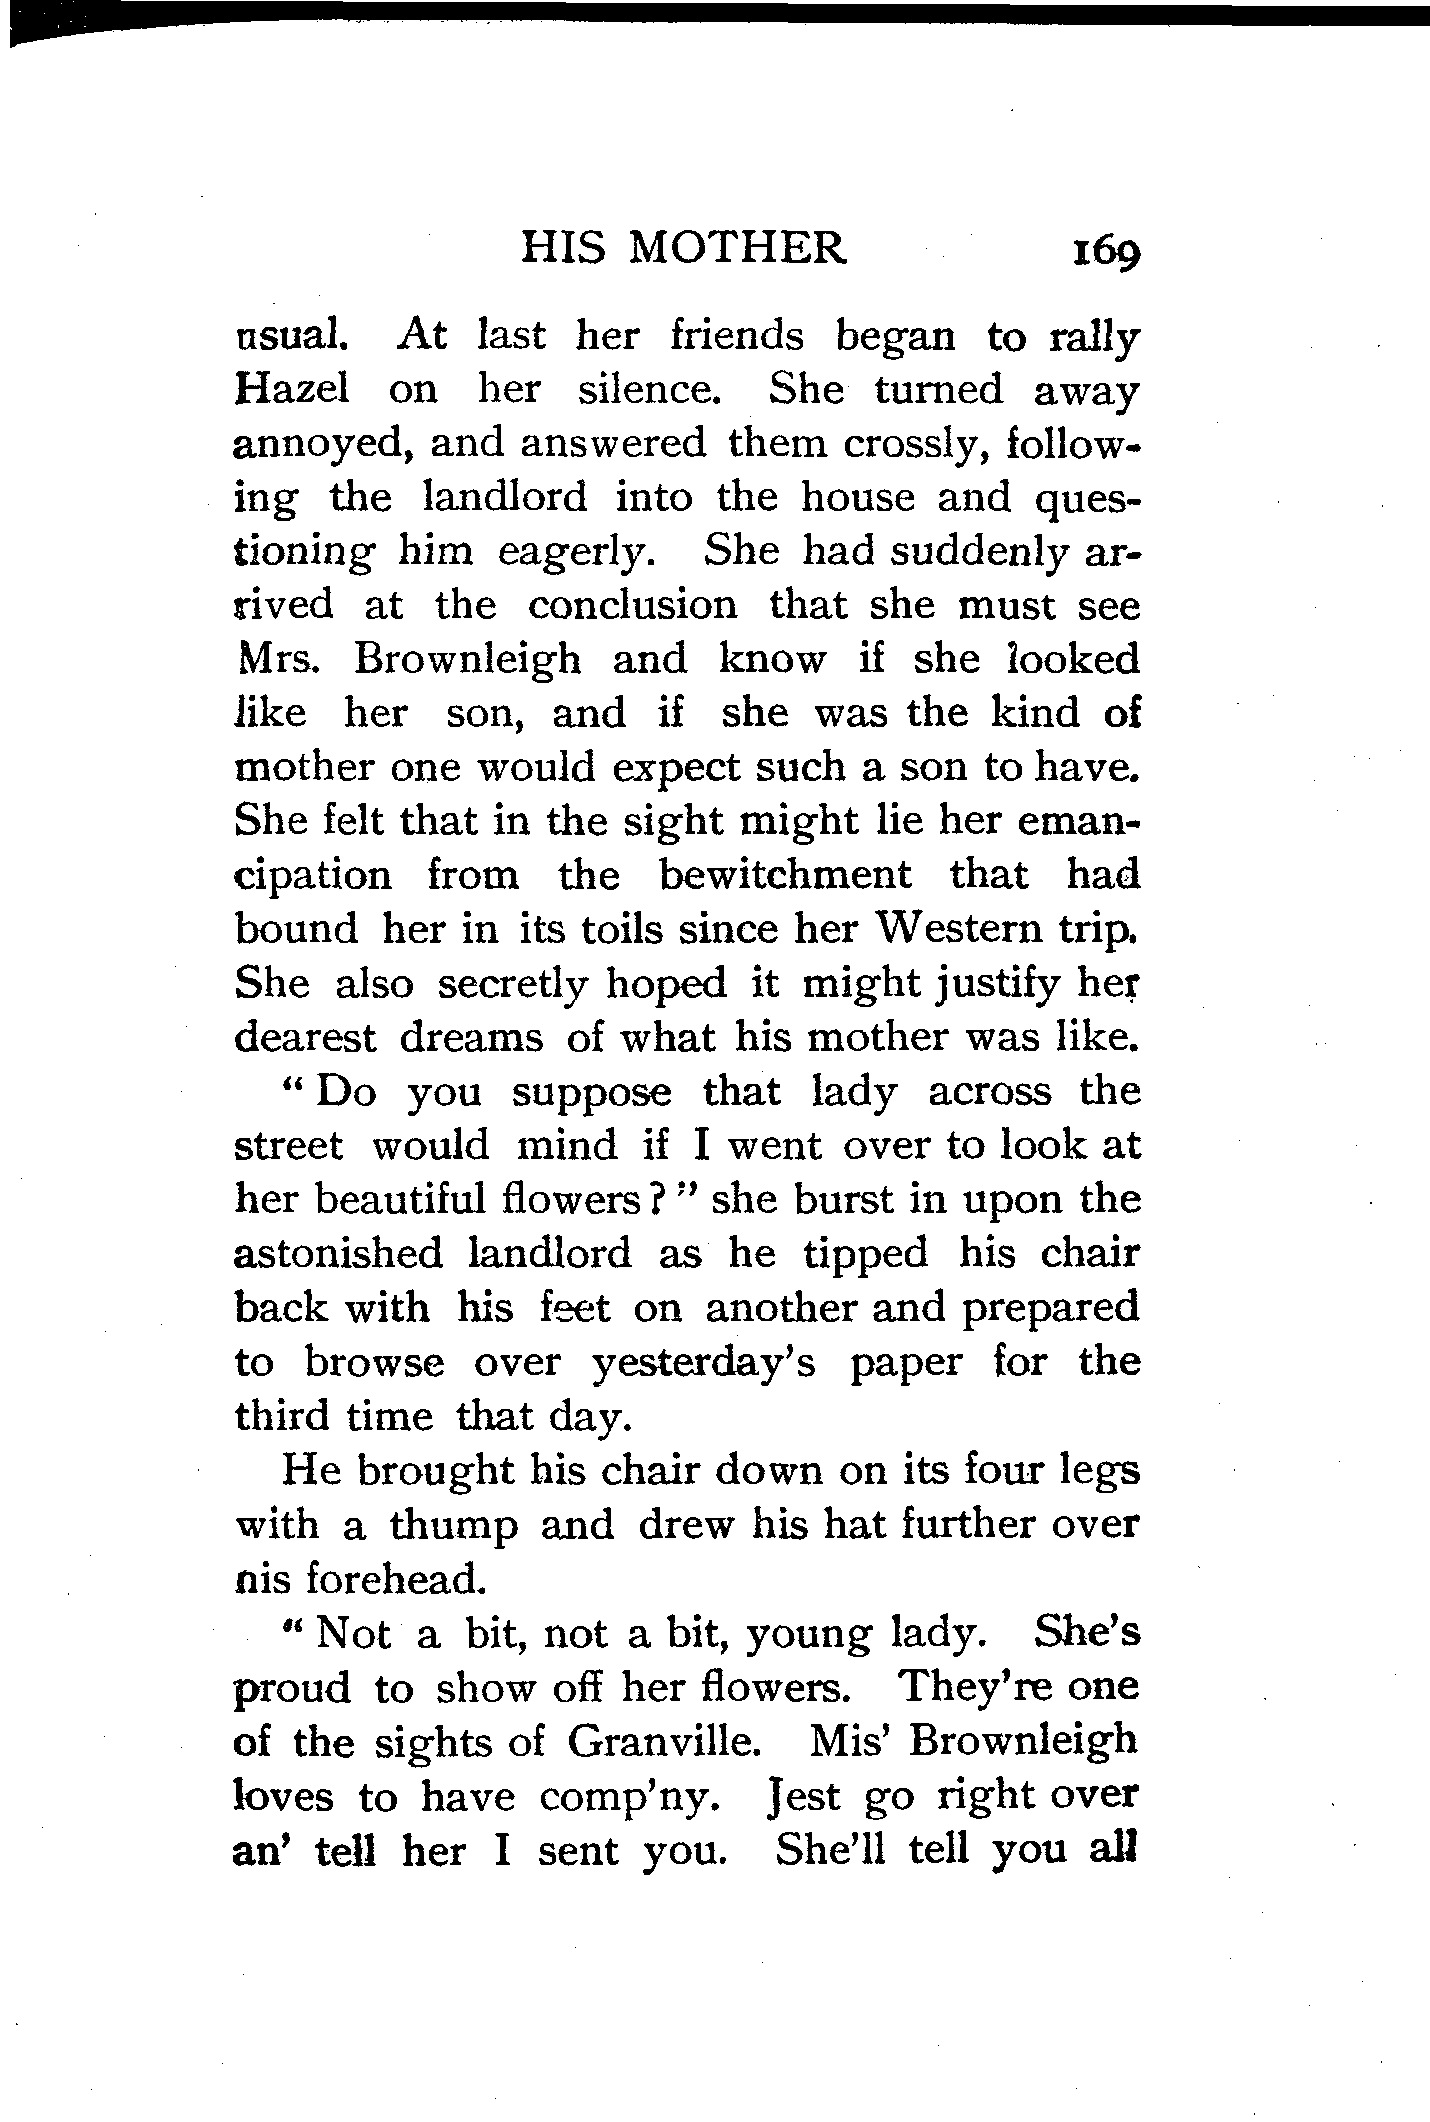 HIS MOTHER 169
usual. At last her friends began to rally
Hazel on her silence. She turned away
annoyed, and answered them crossly, follow-
ing the landlord into the house and ques-
tioning him eagerly. She had suddenly ar-
rived at the conclusion that she must see
Mrs. Brownleigh and know if she looked
like her son, and if she was the kind of
mother one would expect such a son to have.
She felt that in the sight might lie her eman-
cipation from the bewitchment that had
bound her in its toils since her Western trip.
She also secretly hoped it might justify her
dearest dreams of what his mother was like.
"Do you suppose that lady across the
street would mind if I went over to look at
her beautiful flowers?" she burst in upon the
astonished landlord as he tipped his chair
back with his feet on another and prepared
to browse over yesterday's paper for the
third time that day.
He brought his chair down on its four legs
with a thump and drew his hat further over
his forehead.
"Not a bit, not a bit, young lady. She's
proud to show off her flowers. They're one
of the sights of Granville. Mis' Brownleigh
loves to have comp'ny. Jest go right over
an' tell her I sent you. She'll tell you all